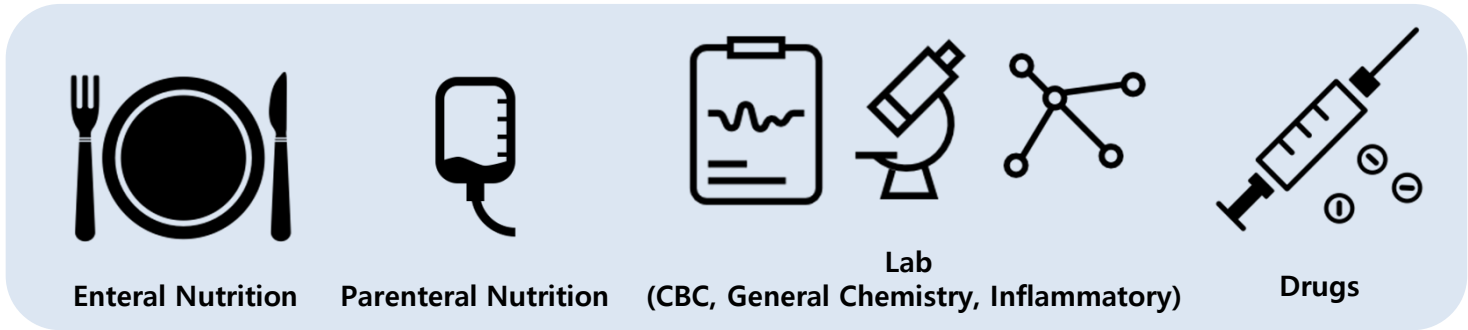 Enteral Nutrition
Parenteral Nutrition
Lab
(CBC, General Chemistry, Inflammatory)
Drugs